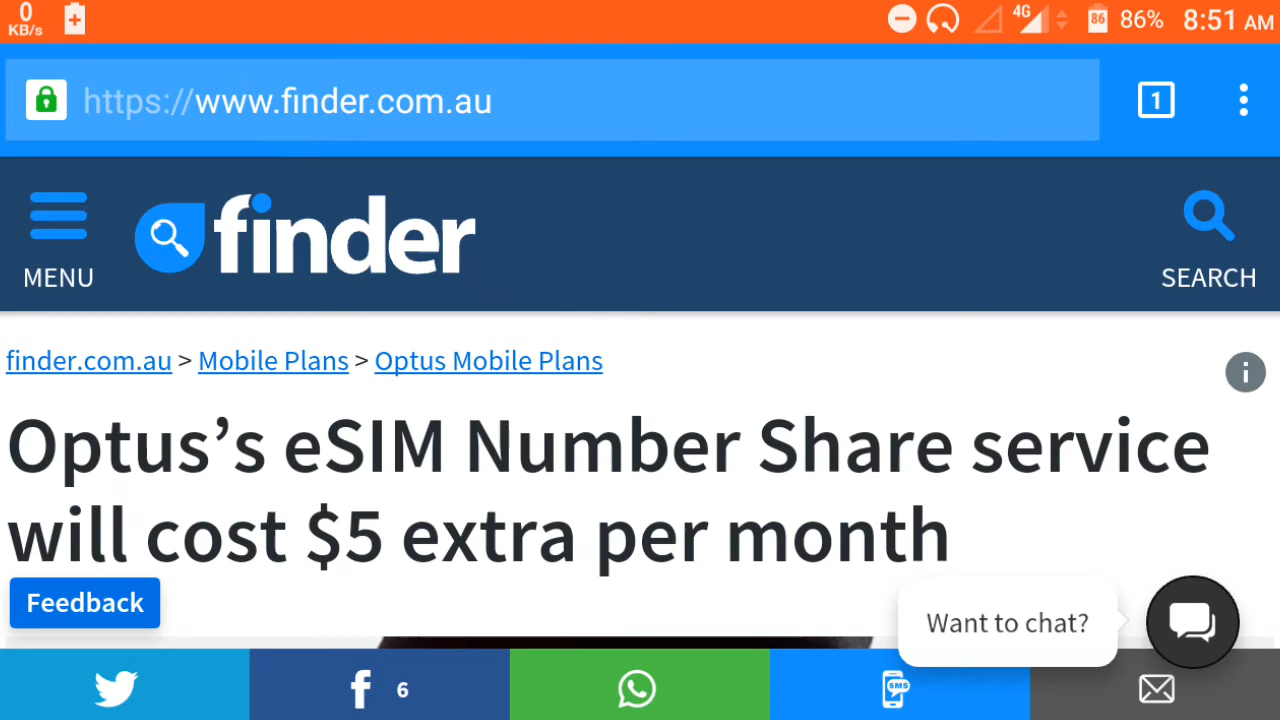 0
KB/s
4G
86
86%
8:51 AM
https://www.finder.com.au
1
MENU
finder
SEARCH
finder.com.au > Mobile Plans > Optus Mobile Plans
Optus’s eSIM Number Share service
will cost $5 extra per month
Feedback
Want to chat?
6
SMS